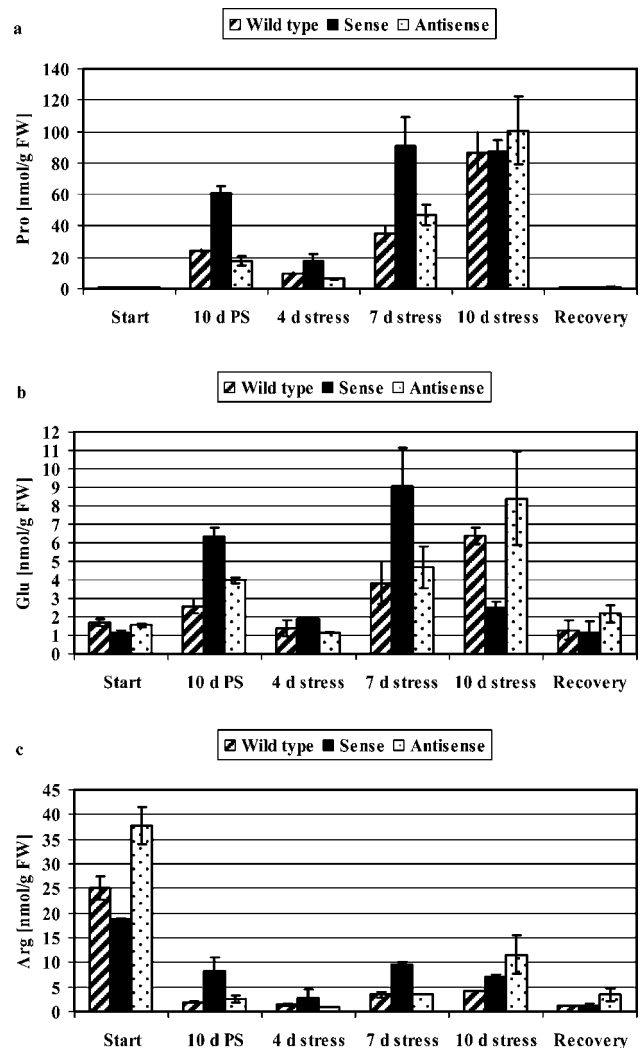 a
Wild type Sense Antisense
140
120
100
80
60
40
20
0
Pro [nmol/g FW]
Start 10 d PS 4 d stress 7 d stress 10 d stress Recovery
b
Wild type Sense Antisense
12
11
10
9
8
7
6
5
4
3
2
1
0
Glu [nmol/g FW]
Start 10 d PS 4 d stress 7 d stress 10 d stress Recovery
c
Wild type Sense Antisense
45
40
35
30
25
20
15
10
5
0
Arg [nmol/g FW]
Start 10 d PS 4 d stress 7 d stress 10 d stress Recovery